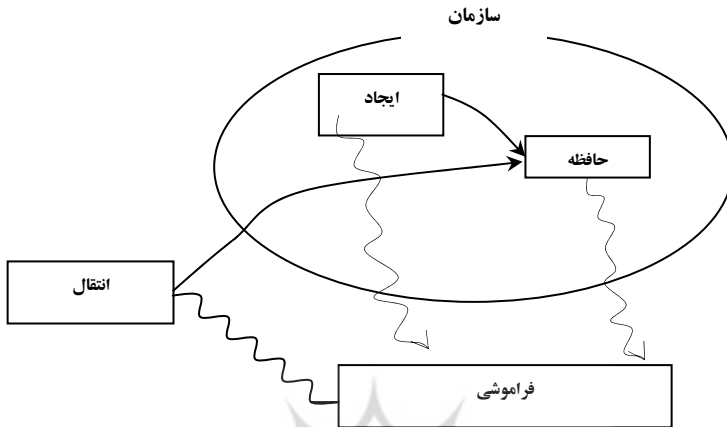 سازمان
ایجاد
حافظه
انتقال
فراموشی